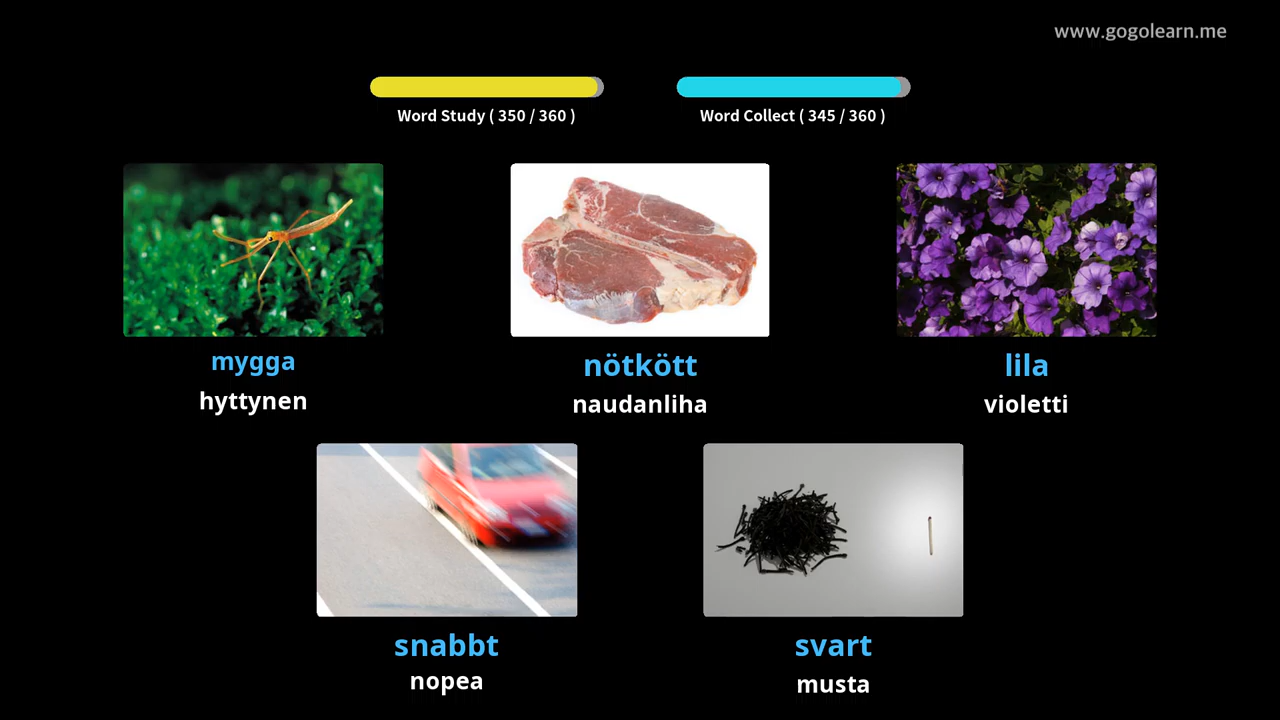 www.gogolearn.me
Word Study ( 350 / 360 )
Word Collect ( 345 / 360 )
mygga
hyttynen
nötkött
naudanliha
lila
violetti
snabbt
nopea
svart
musta